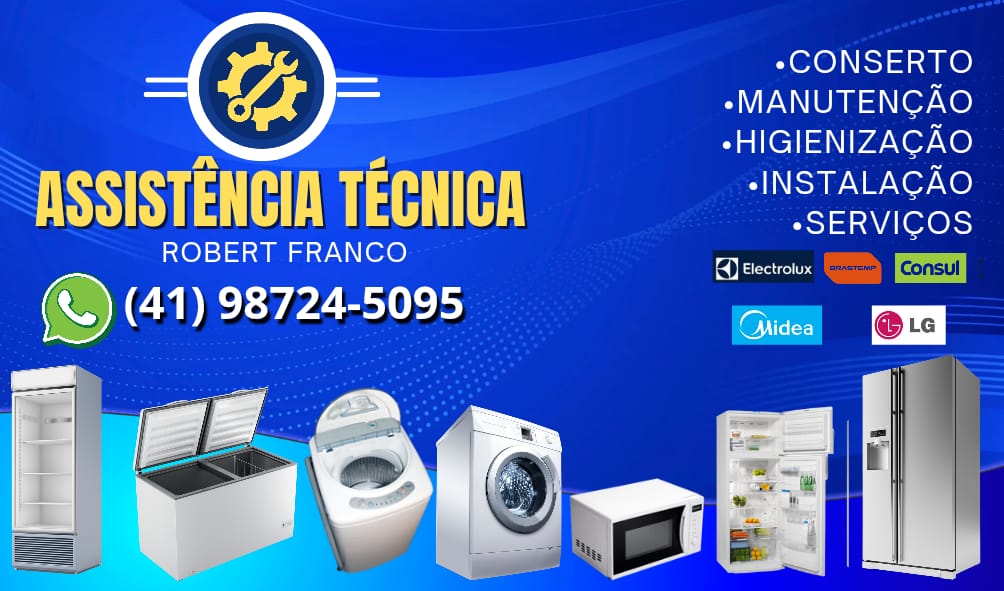 ASSISTÊNCIA TÉCNICA
ROBERT FRANCO
(41) 98724-5095
•CONSERTO
•MANUTENÇÃO
•HIGIENIZAÇÃO
•INSTALAÇÃO
•SERVIÇOS
Electrolux BRASTEMP Consul
Midea LG